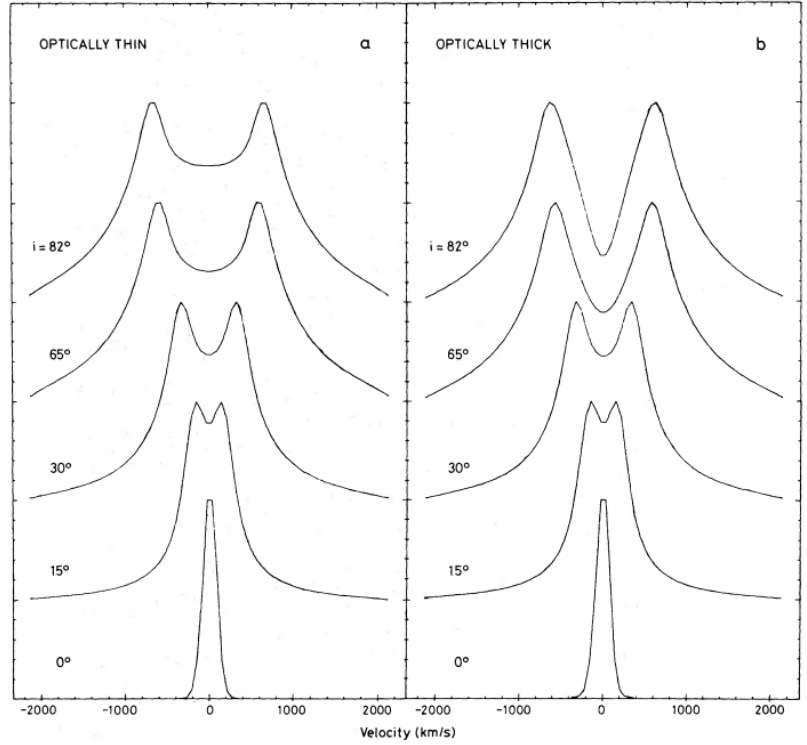 OPTICALLY THIN a
OPTICALLY THICK b
i = 82°
65°
30°
15°
0°
i = 82°
65°
30°
15°
0°
-2000 -1000 0 1000 2000
-2000 -1000 0 1000 2000
Velocity (km/s)